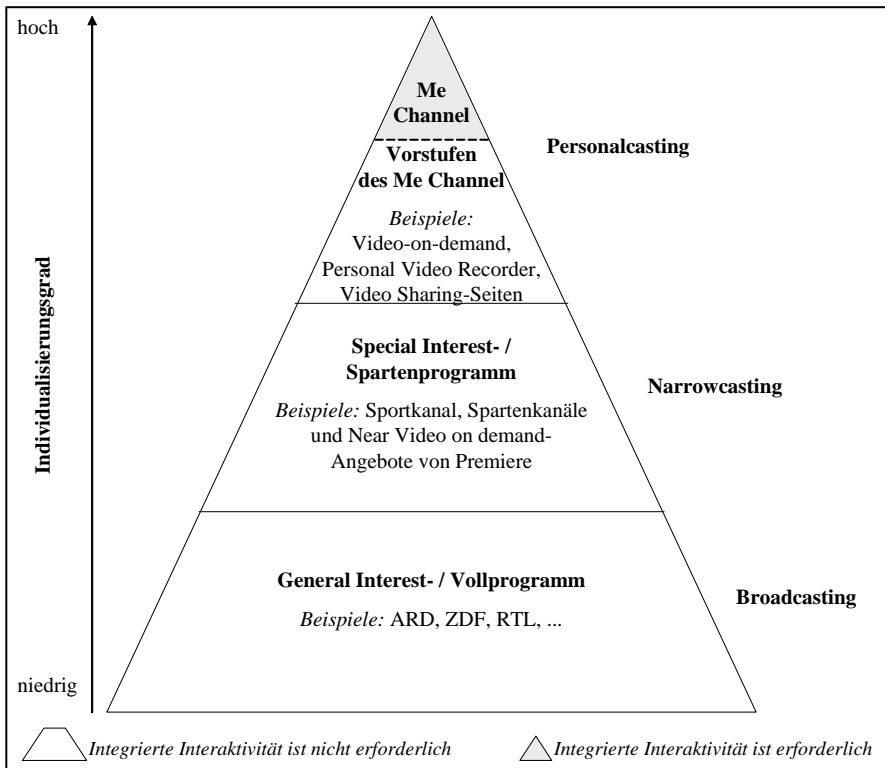 hoch
Me
Channel
Personalcasting
Vorstufen
des Me Channel
Beispiele:
Video-on-demand,
Personal Video Recorder,
Video Sharing-Seiten
Individualisierungsgrad
Special Interest- /
Spartenprogramm
Narrowcasting
Beispiele: Sportkanal, Spartenkanäle
und Near Video on demand-
Angebote von Premiere
General Interest- / Vollprogramm
Broadcasting
Beispiele: ARD, ZDF, RTL, ...
niedrig
Integrierte Interaktivität ist nicht erforderlich
Integrierte Interaktivität ist erforderlich